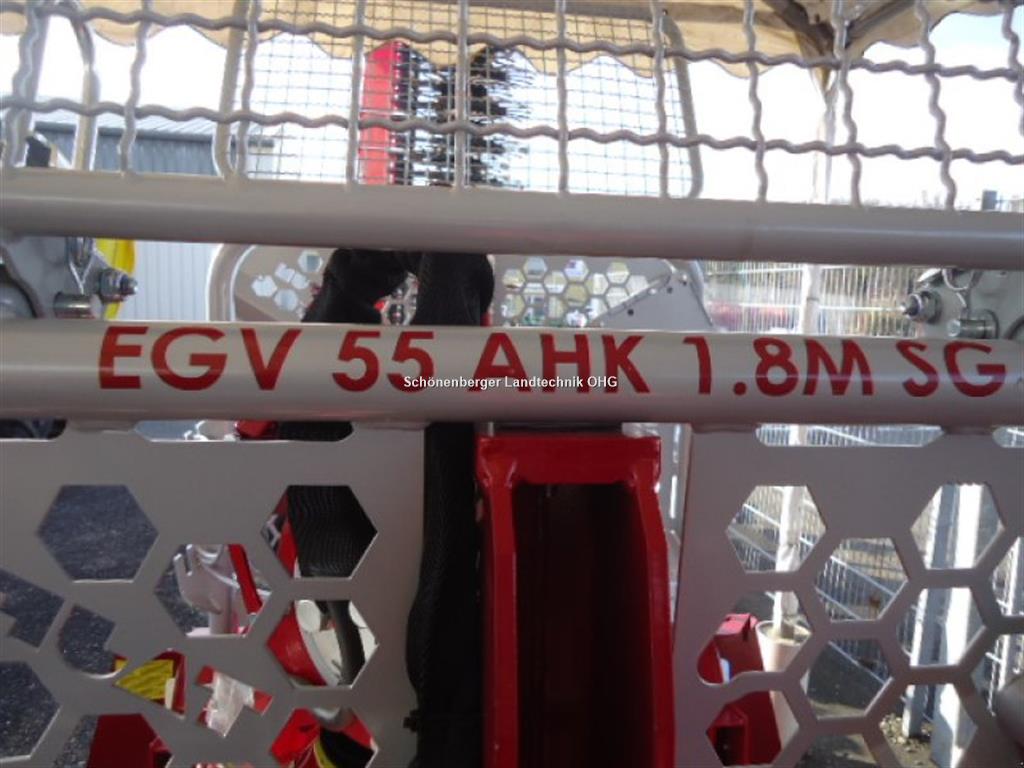 EGV 55 AHK 1.8M SG
Schönenberger Landtechnik OHG